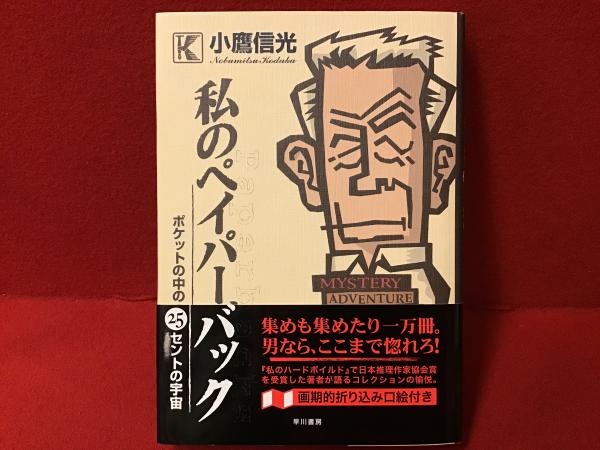 K
小鷹信光
Nobumitsu Kodaka
私のペイパーバック
ポケットの中の25セントの宇宙
MYSTERY
ADVENTURE
集めも集めたり一万冊。
男なら、ここまで惚れろ!
『私のハードボイルド』で日本推理作家協会賞
を受賞した著者が語るコレクションの愉悦。
画期的折り込み口絵付き
早川書房